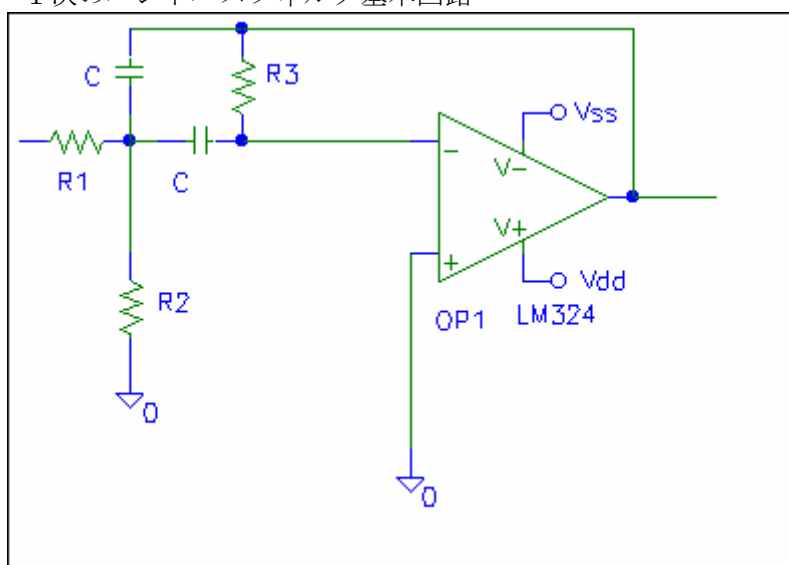 C
R3
R1
C
R2
0
-
+
V-
V+
Vss
Vdd
OP1
LM324
0